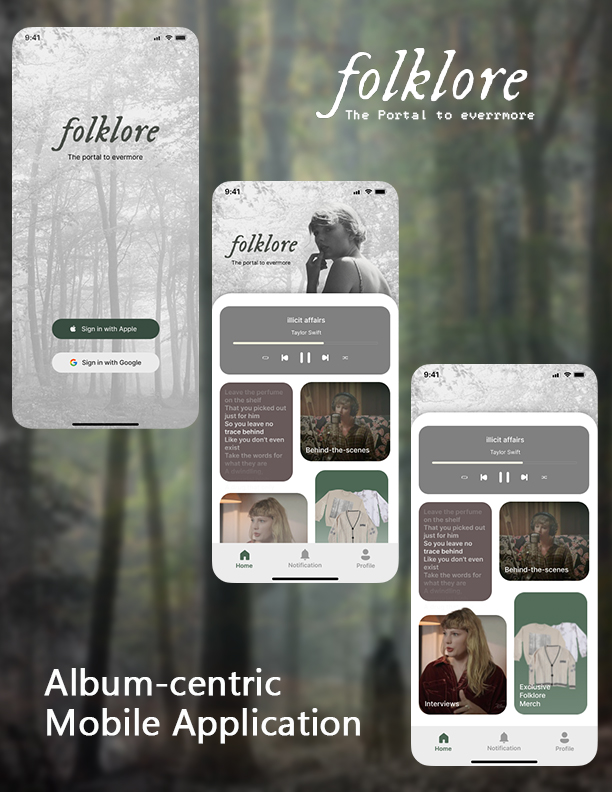 9:41
folklore
The portal to evermore
Sign in with Apple
Sign in with Google
folklore
The Portal to everrmore
9:41
folklore
The portal to evermore
illicit affairs
Taylor Swift
Leave the perfume
on the shelf
That you picked out
just for him
So you leave no
trace behind
Like you don't even
exist
Take the words for
what they are
Behind-the-scenes
Home
Notification
Profile
9:41
illicit affairs
Taylor Swift
Leave the perfume
on the shelf
That you picked out
just for him
So you leave no
trace behind
Like you don't even
exist
Take the words for
what they are
Behind-the-scenes
Interviews
Exclusive
Folklore
Merch
Home
Notification
Profile
Album-centric
Mobile Application